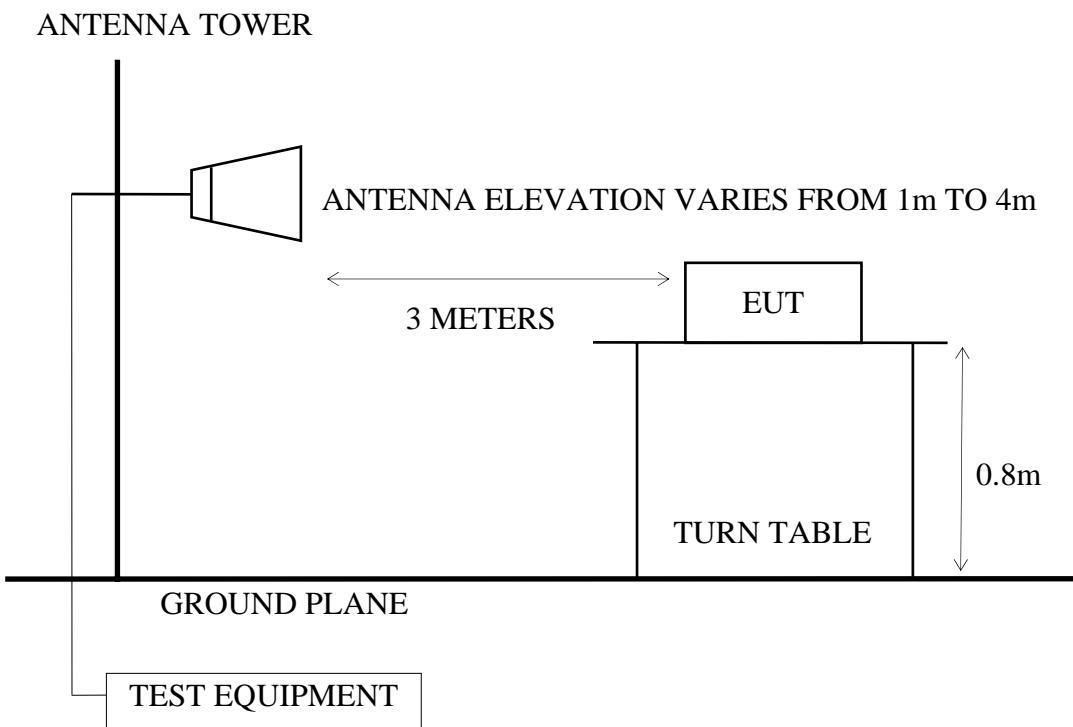 ANTENNA TOWER
ANTENNA ELEVATION VARIES FROM 1m TO 4m
EUT
3 METERS
0.8m
TURN TABLE
GROUND PLANE
TEST EQUIPMENT